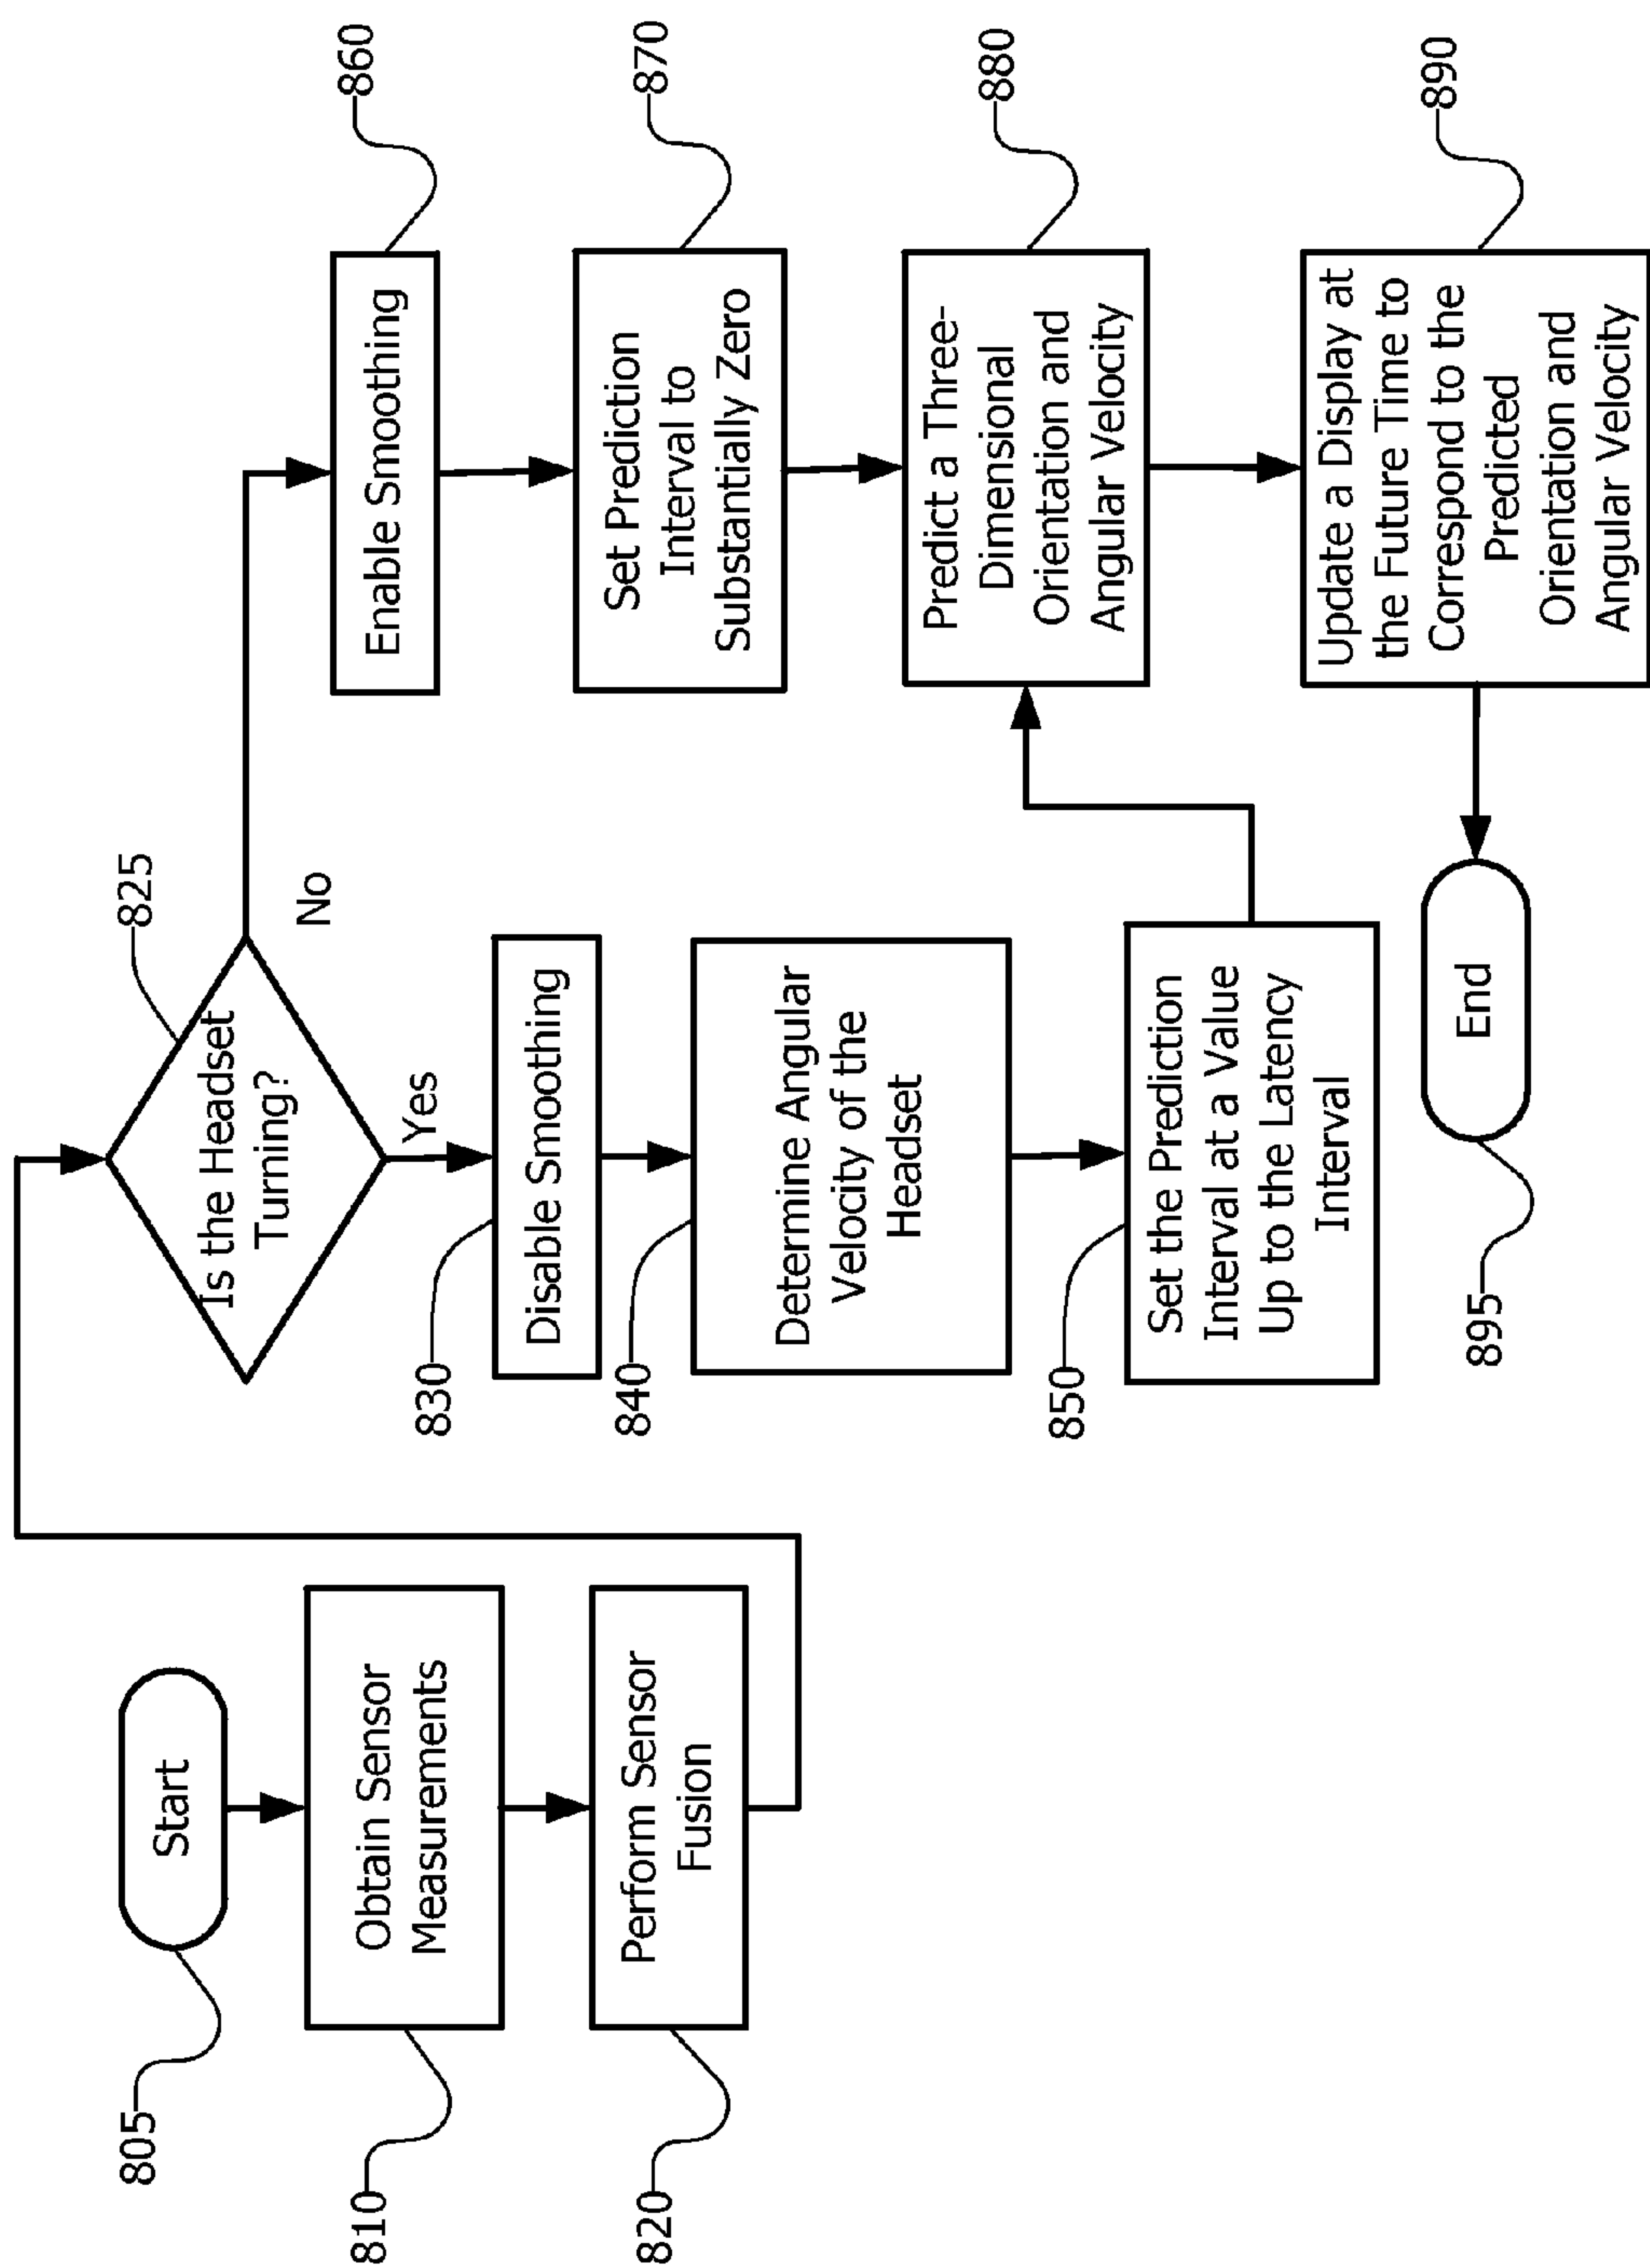 805
Start
810
Obtain Sensor
Measurements
820
Perform Sensor
Fusion
825
Is the Headset
Turning?
Yes
No
830
Disable Smoothing
840
Determine Angular
Velocity of the
Headset
850
Set the Prediction
Interval at a Value
Up to the Latency
Interval
860
Enable Smoothing
870
Set Prediction
Interval to
Substantially Zero
880
Predict a Three-
Dimensional
Orientation and
Angular Velocity
890
Update a Display at
the Future Time to
Correspond to the
Predicted
Orientation and
Angular Velocity
895
End